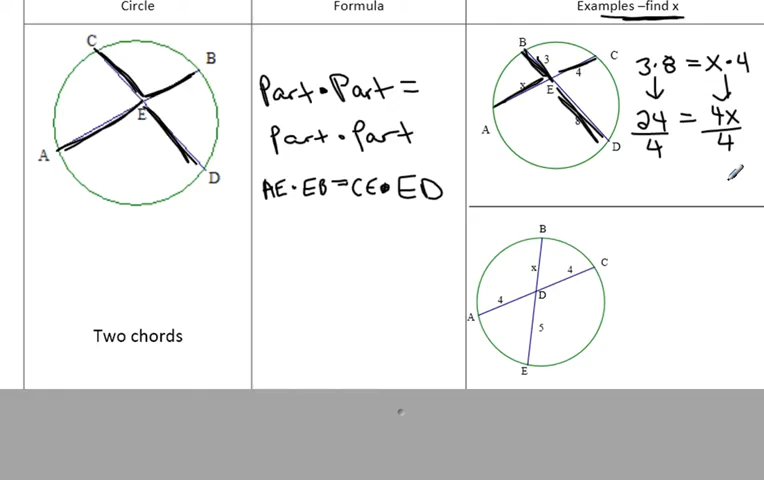 Circle
Formula
Examples –find x
C
B
E
A
D
Two chords
Part • Part =
Part • Part
AE • EB = CE • ED
B
C
3
4
x
E
8
A
D
3 • 8 = x • 4
24 = 4x
4 4
B
C
x
4
4
D
A
5
E